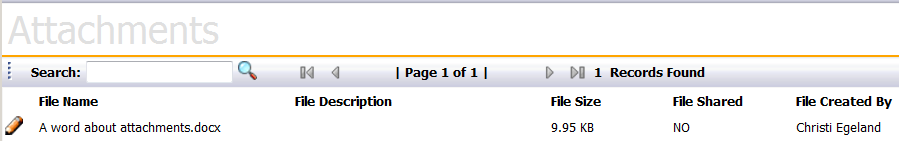 Attachments
Search: | Page 1 of 1 | 1 Records Found
File Name File Description File Size File Shared File Created By
A word about attachments.docx 9.95 KB NO Christi Egeland